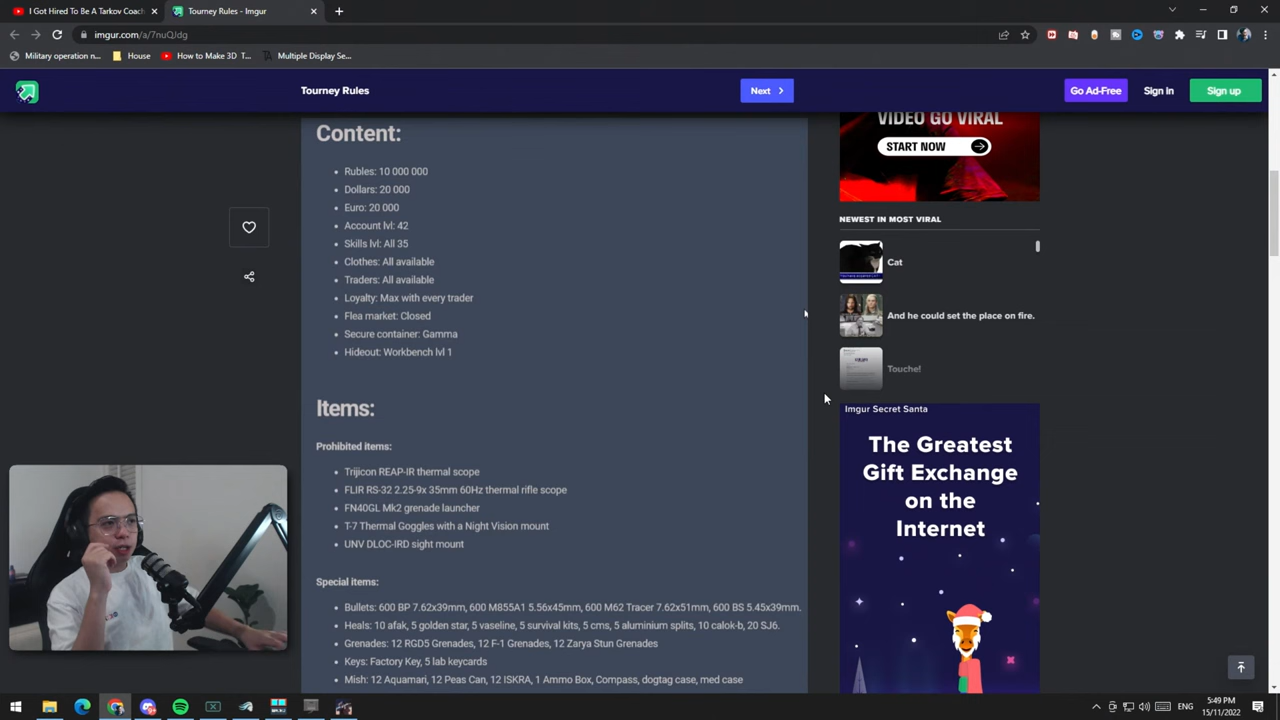 I Got Hired To Be A Tarkov Coach
Tourney Rules - Imgur
imgur.com/a/7nuQJdg
Military operation n...
House
How to Make 3D T...
Multiple Display Se...
Tourney Rules
Next
Go Ad-Free
Sign in
Sign up
Content:
• Rubles: 10 000 000
• Dollars: 20 000
• Euro: 20 000
• Account lvl: 42
• Skills lvl: All 35
• Clothes: All available
• Traders: All available
• Loyalty: Max with every trader
• Flea market: Closed
• Secure container: Gamma
• Hideout: Workbench lvl 1
Items:
Prohibited items:
• Trijicon REAP-IR thermal scope
• FLIR RS-32 2.25-9x 35mm 60Hz thermal rifle scope
• FN40GL Mk2 grenade launcher
• T-7 Thermal Goggles with a Night Vision mount
• UNV DLOC-IRD sight mount
Special items:
• Bullets: 600 BP 7.62x39mm, 600 M855A1 5.56x45mm, 600 M62 Tracer 7.62x51mm, 600 BS 5.45x39mm.
• Heals: 10 afak, 5 golden star, 5 vaseline, 5 survival kits, 5 cms, 5 aluminium splits, 10 calok-b, 20 SJ6.
• Grenades: 12 RGD5 Grenades, 12 F-1 Grenades, 12 Zarya Stun Grenades
• Keys: Factory Key, 5 lab keycards
• Mish: 12 Aquamari, 12 Peas Can, 12 ISKRA, 1 Ammo Box, Compass, dogtag case, med case
VIDEO GO VIRAL
START NOW
NEWEST IN MOST VIRAL
Cat
And he could set the place on fire.
Touche!
Imgur Secret Santa
The Greatest
Gift Exchange
on the
Internet
ENG
5:49 PM
15/11/2022